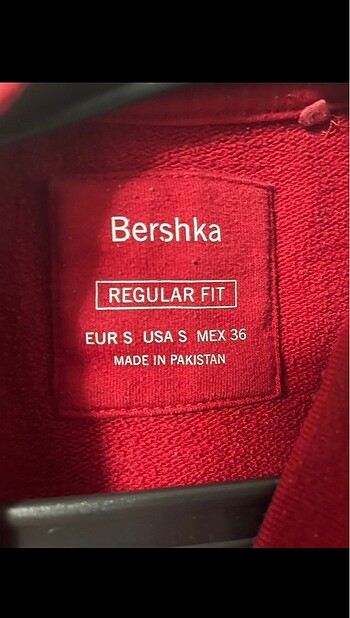 Bershka
REGULAR FIT
EUR S USA S MEX 36
MADE IN PAKISTAN